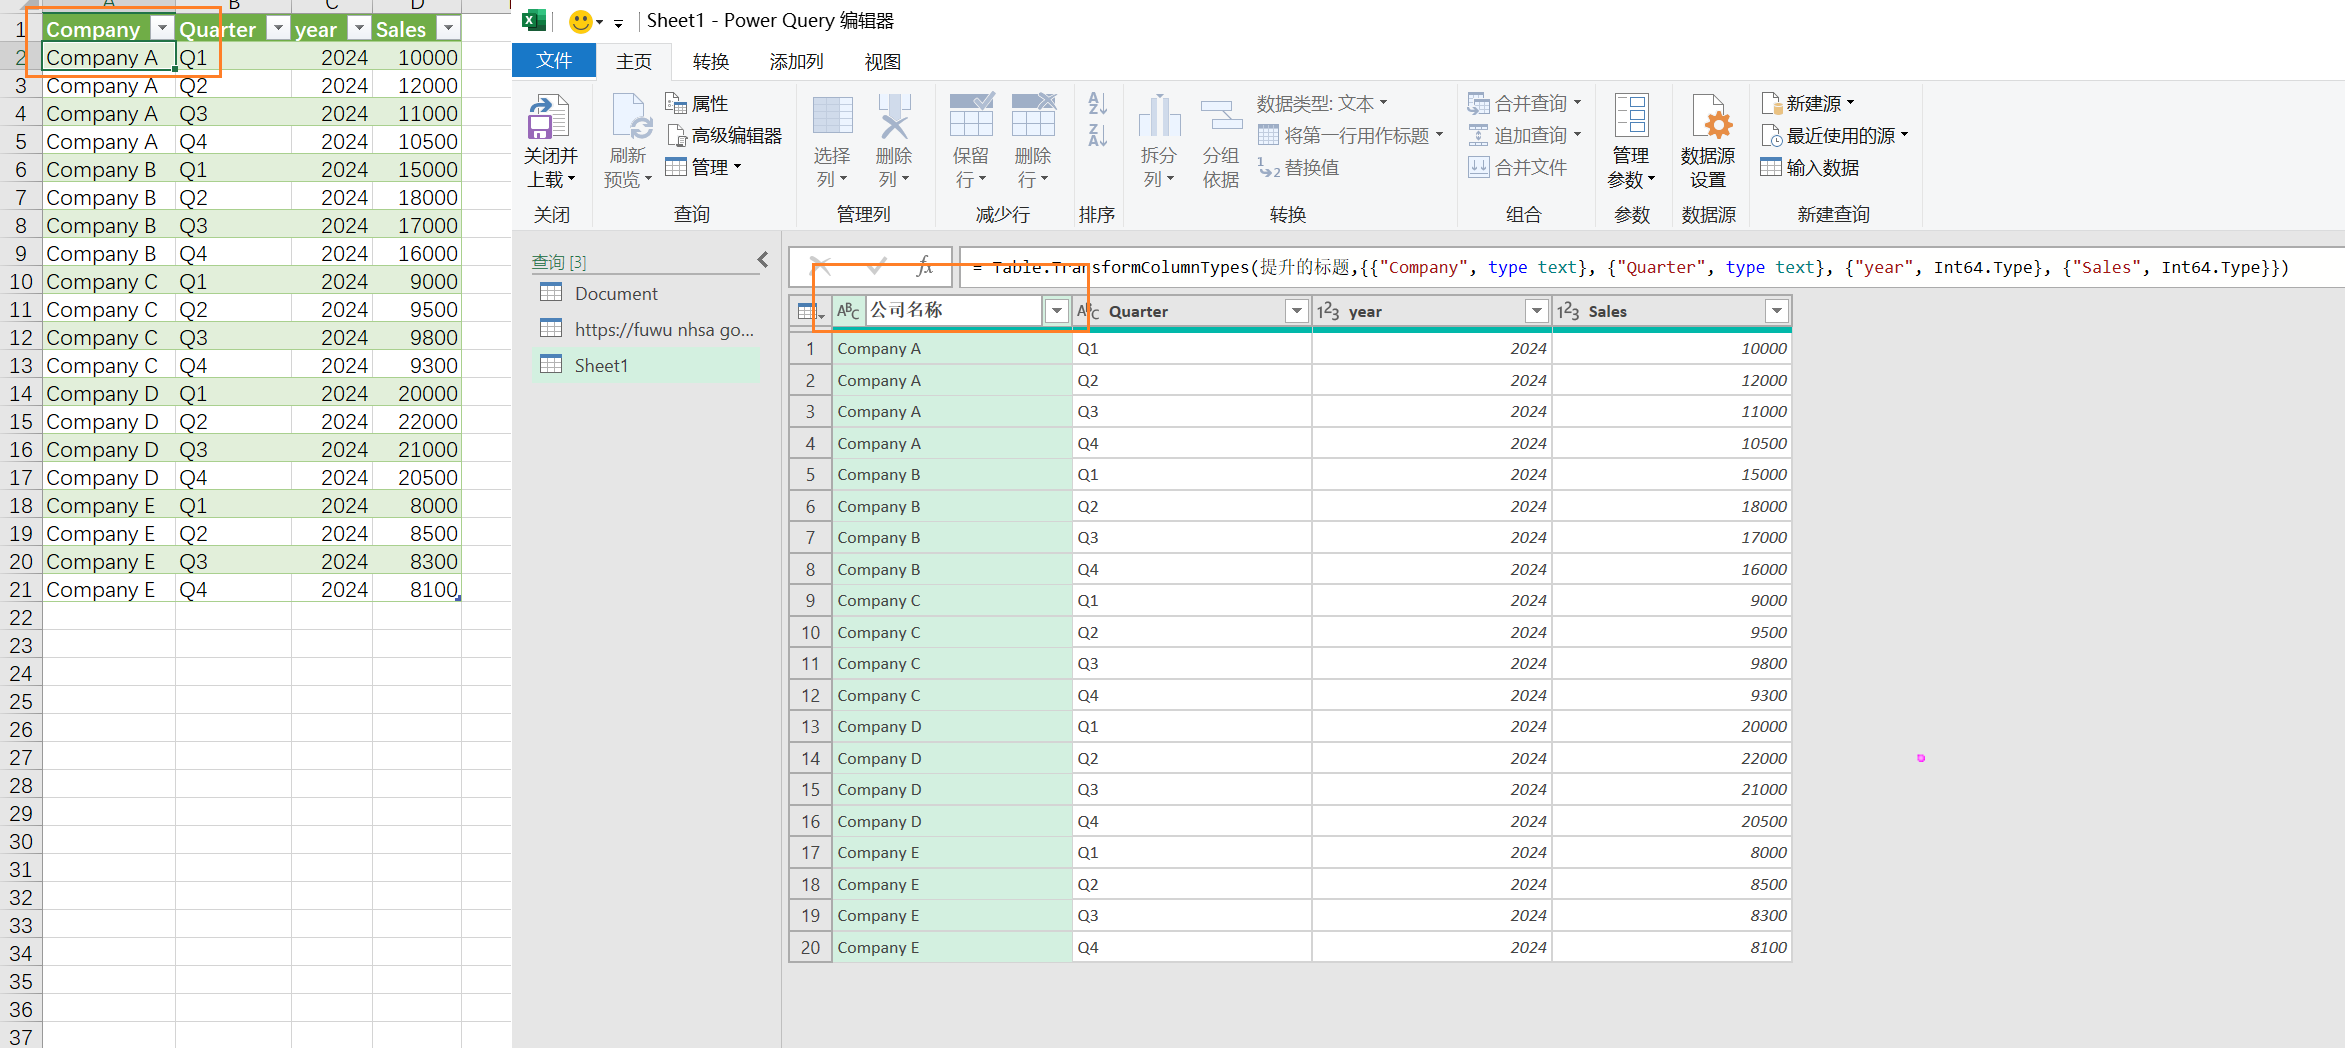 A B C D
1 Company Quarter year Sales
2 Company A Q1 2024 10000
3 Company A Q2 2024 12000
4 Company A Q3 2024 11000
5 Company A Q4 2024 10500
6 Company B Q1 2024 15000
7 Company B Q2 2024 18000
8 Company B Q3 2024 17000
9 Company B Q4 2024 16000
10 Company C Q1 2024 9000
11 Company C Q2 2024 9500
12 Company C Q3 2024 9800
13 Company C Q4 2024 9300
14 Company D Q1 2024 20000
15 Company D Q2 2024 22000
16 Company D Q3 2024 21000
17 Company D Q4 2024 20500
18 Company E Q1 2024 8000
19 Company E Q2 2024 8500
20 Company E Q3 2024 8300
21 Company E Q4 2024 8100
22
23
24
25
26
27
28
29
30
31
32
33
34
35
36
37
Sheet1 - Power Query 编辑器
文件 主页 转换 添加列 视图
关闭并上载
关闭
刷新预览
属性
高级编辑器
管理
查询
选择列
删除列
管理列
保留行
删除行
减少行
排序
拆分列
分组依据
数据类型: 文本
将第一行用作标题
替换值
转换
合并查询
追加查询
合并文件
组合
管理参数
参数
数据源设置
数据源
新建源
最近使用的源
输入数据
新建查询
查询 [3]
Document
https://fuwu nhsa go...
Sheet1
fx = Table.TransformColumnTypes(提升的标题,{{"Company", type text}, {"Quarter", type text}, {"year", Int64.Type}, {"Sales", Int64.Type}})
ABC 公司名称 ABC Quarter 123 year 123 Sales
1 Company A Q1 2024 10000
2 Company A Q2 2024 12000
3 Company A Q3 2024 11000
4 Company A Q4 2024 10500
5 Company B Q1 2024 15000
6 Company B Q2 2024 18000
7 Company B Q3 2024 17000
8 Company B Q4 2024 16000
9 Company C Q1 2024 9000
10 Company C Q2 2024 9500
11 Company C Q3 2024 9800
12 Company C Q4 2024 9300
13 Company D Q1 2024 20000
14 Company D Q2 2024 22000
15 Company D Q3 2024 21000
16 Company D Q4 2024 20500
17 Company E Q1 2024 8000
18 Company E Q2 2024 8500
19 Company E Q3 2024 8300
20 Company E Q4 2024 8100